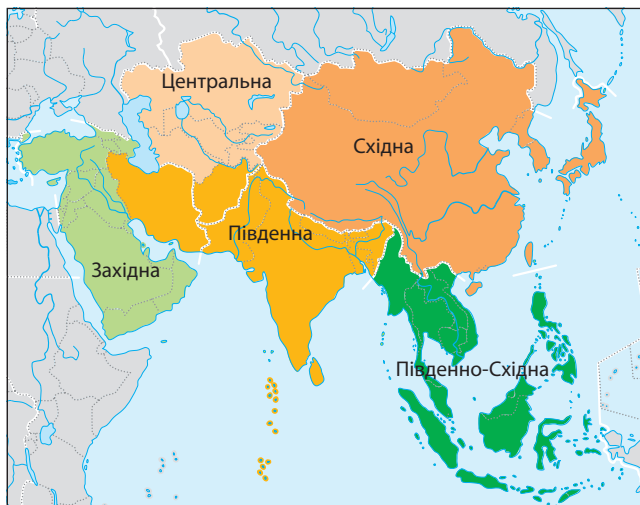 Центральна
Східна
Південна
Західна
Південно-Східна